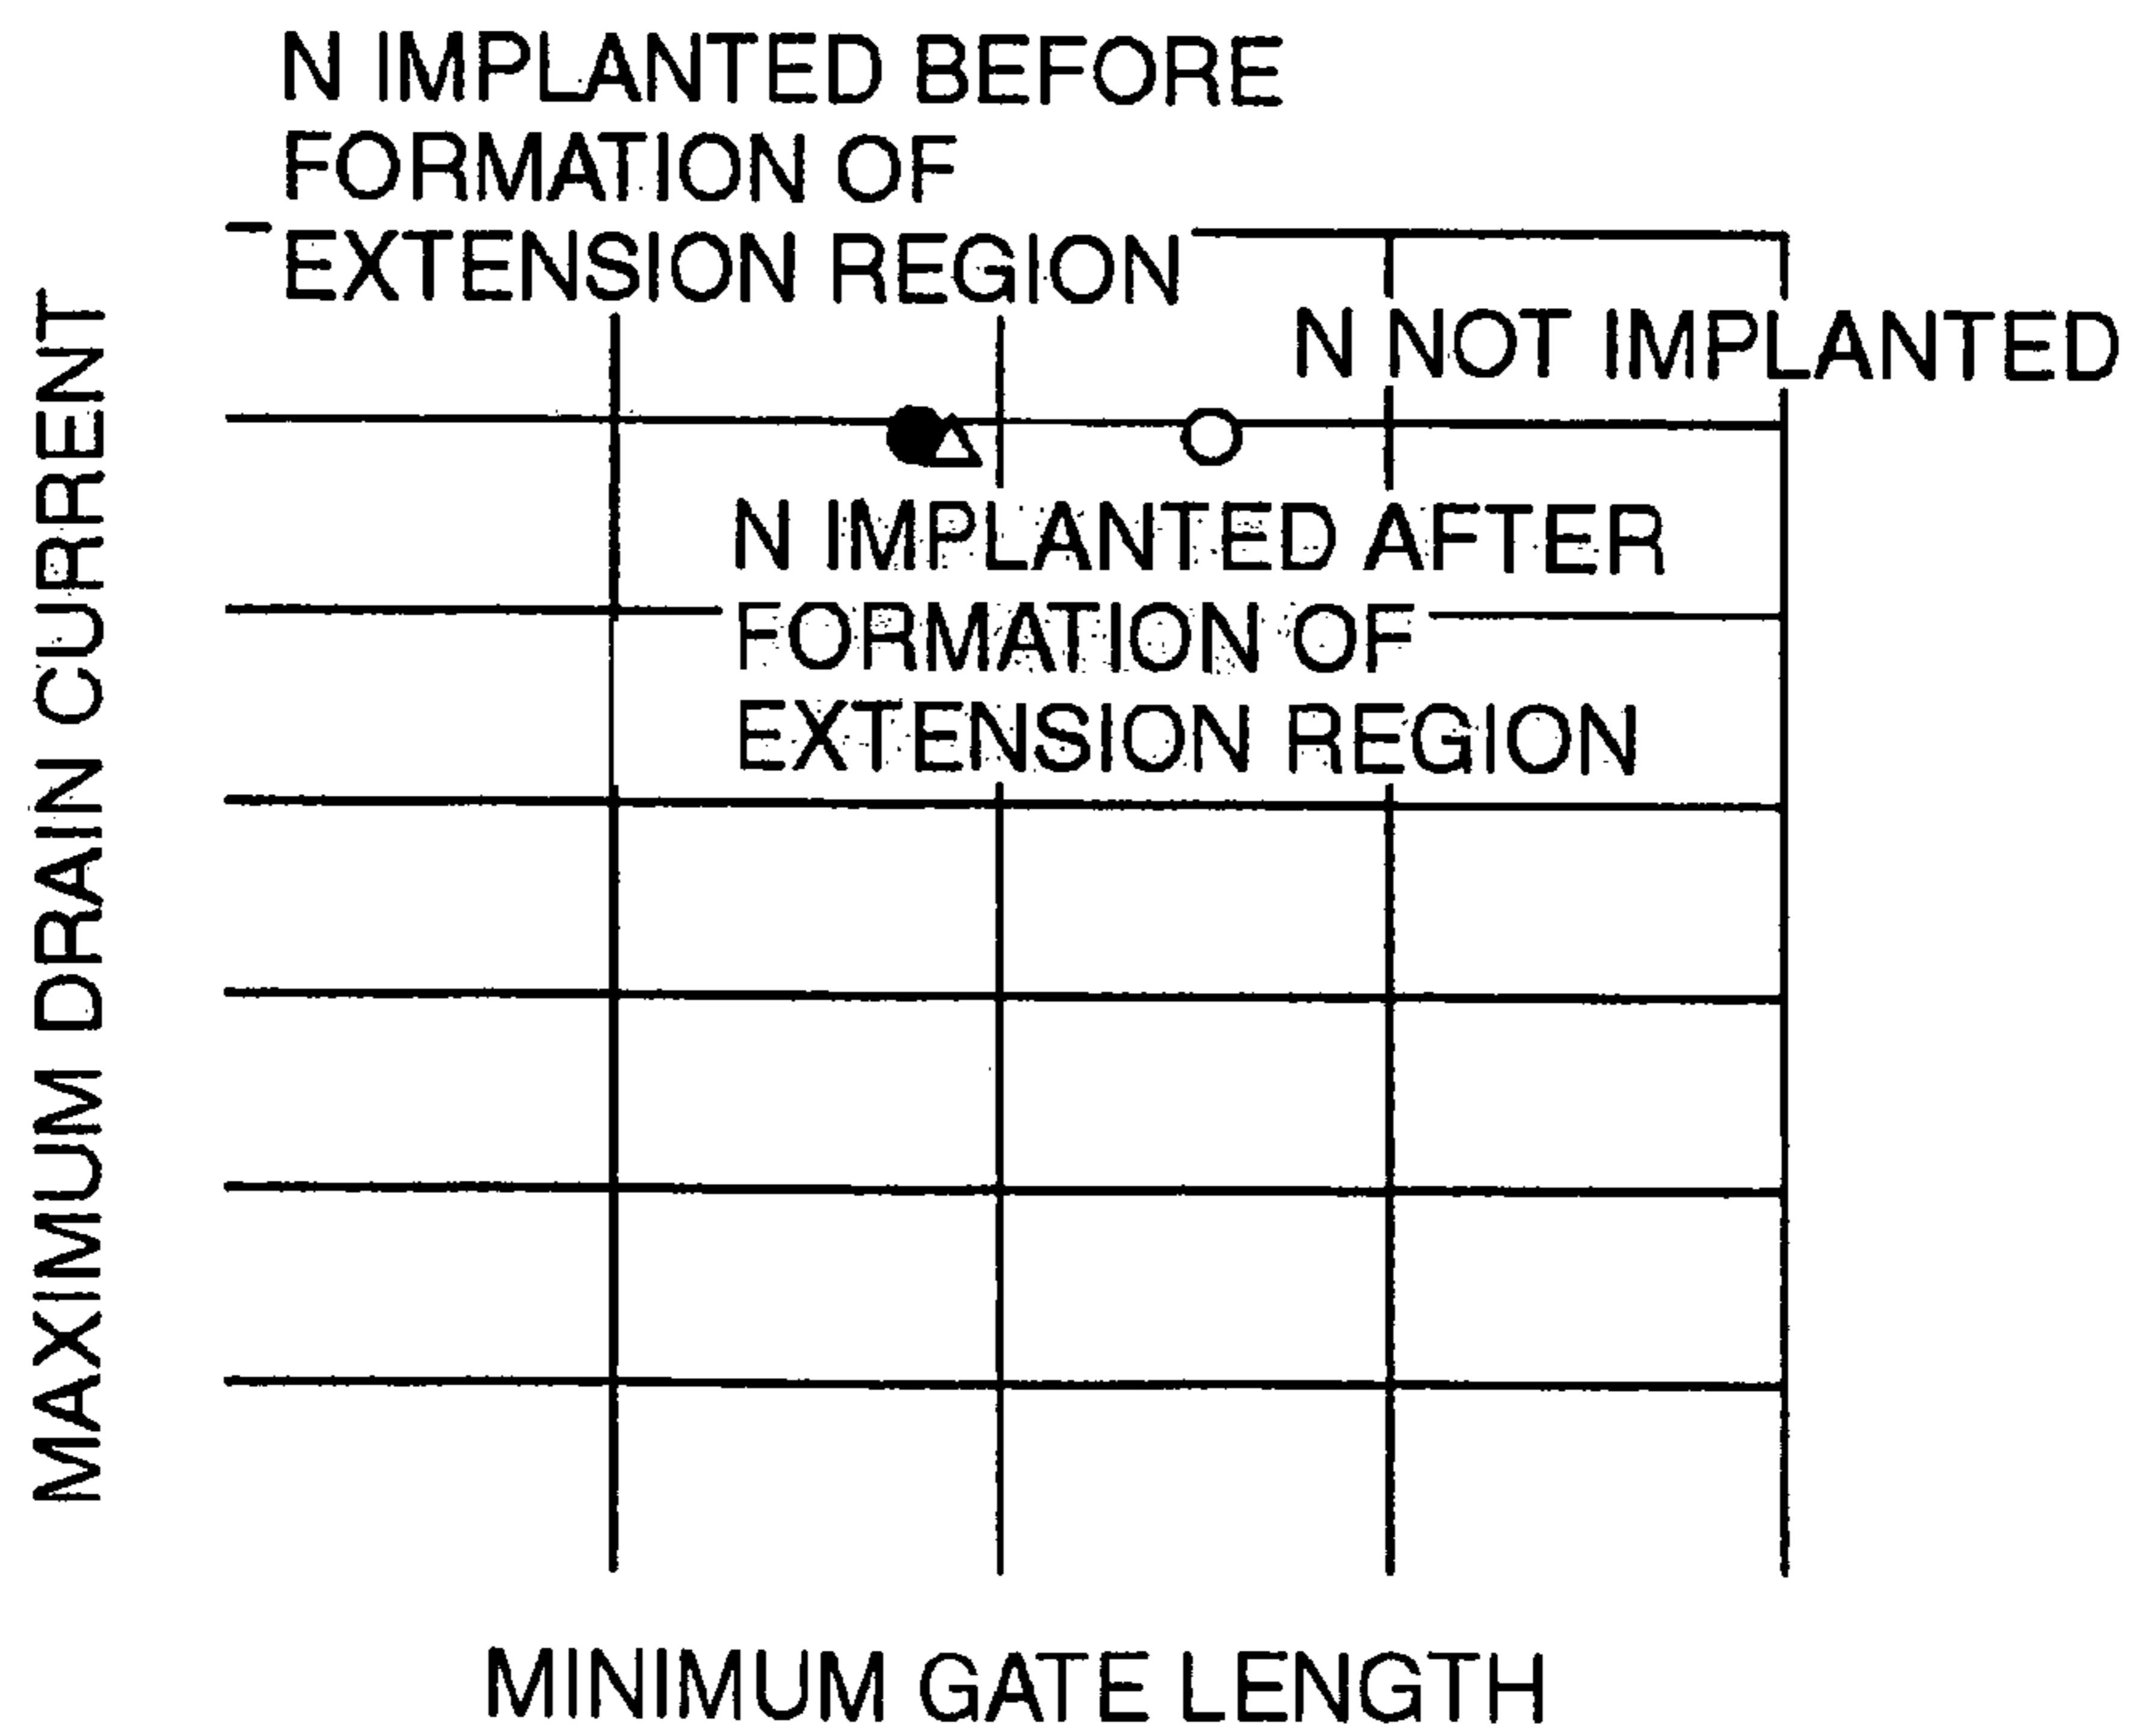 N IMPLANTED BEFORE
FORMATION OF
EXTENSION REGION
N NOT IMPLANTED
N IMPLANTED AFTER
FORMATION OF
EXTENSION REGION
MAXIMUM DRAIN CURRENT
MINIMUM GATE LENGTH